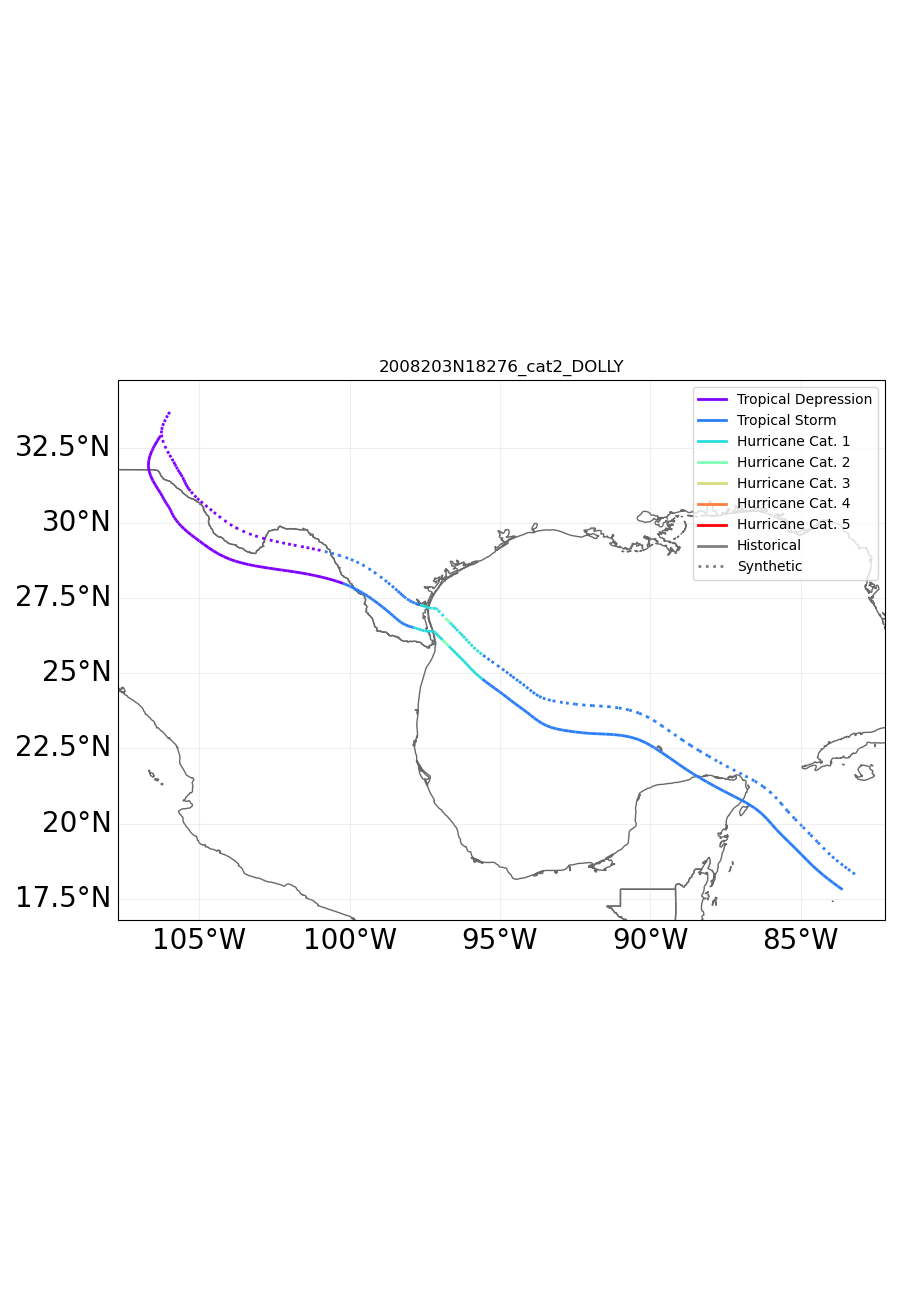 2008203N18276_cat2_DOLLY
Tropical Depression
Tropical Storm
Hurricane Cat. 1
Hurricane Cat. 2
Hurricane Cat. 3
Hurricane Cat. 4
Hurricane Cat. 5
Historical
Synthetic
32.5°N
30°N
27.5°N
25°N
22.5°N
20°N
17.5°N
105°W 100°W 95°W 90°W 85°W